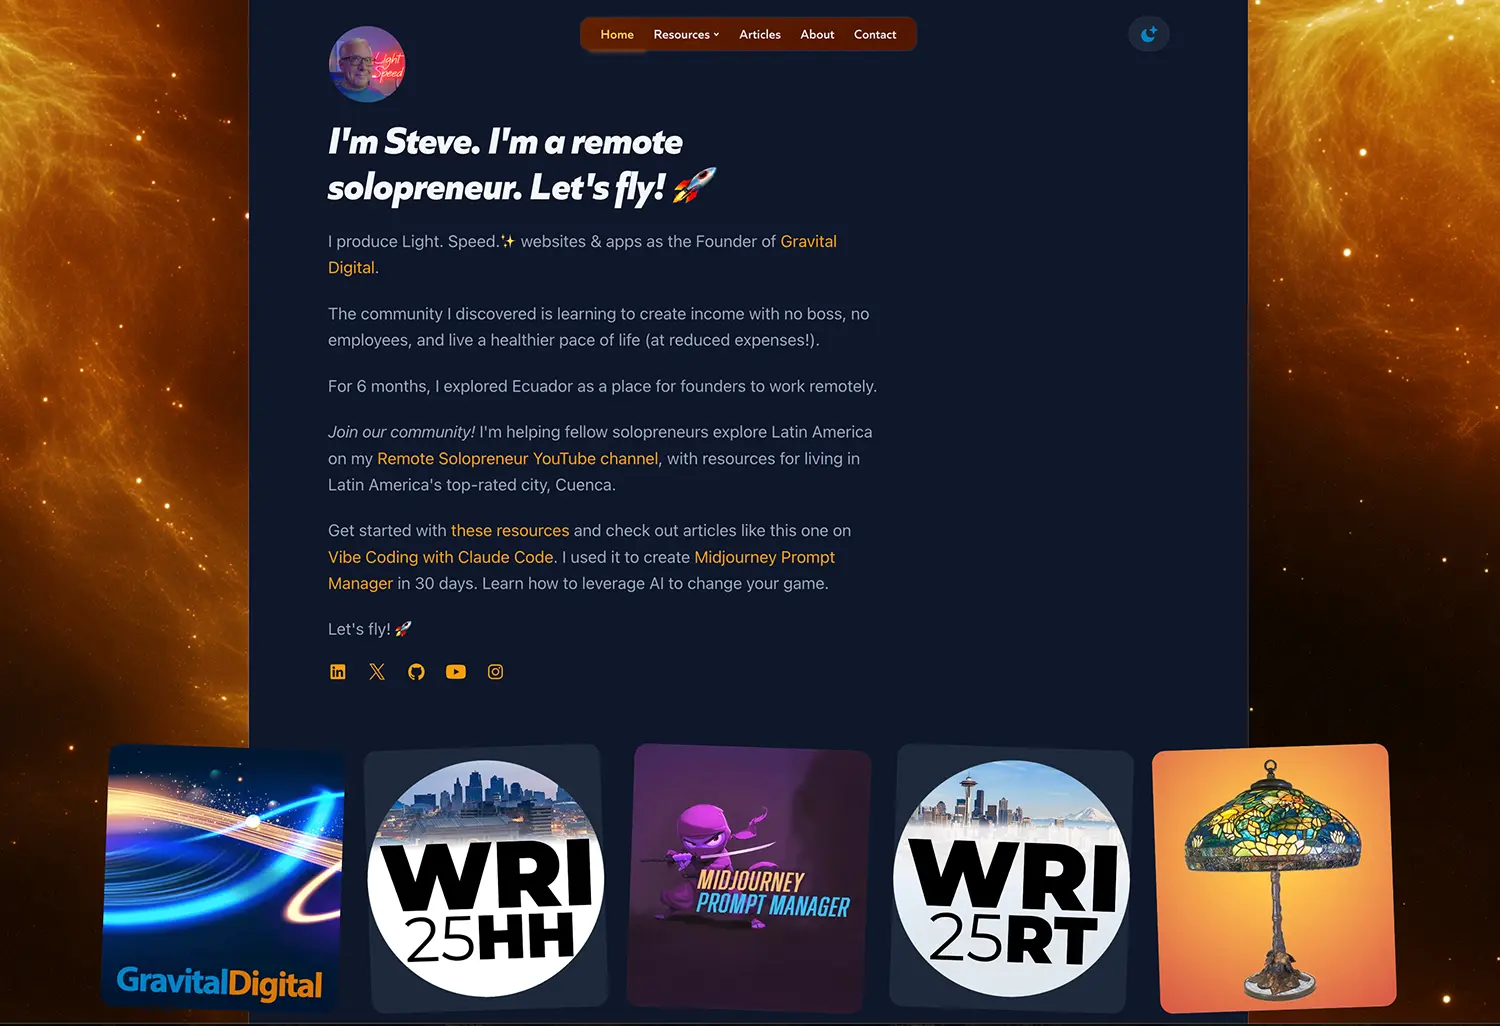 Home Resources Articles About Contact
Light
Speed
I'm Steve. I'm a remote
solopreneur. Let's fly! 🚀
I produce Light. Speed.✨ websites & apps as the Founder of Gravital
Digital.
The community I discovered is learning to create income with no boss, no
employees, and live a healthier pace of life (at reduced expenses!).
For 6 months, I explored Ecuador as a place for founders to work remotely.
Join our community! I'm helping fellow solopreneurs explore Latin America
on my Remote Solopreneur YouTube channel, with resources for living in
Latin America's top-rated city, Cuenca.
Get started with these resources and check out articles like this one on
Vibe Coding with Claude Code. I used it to create Midjourney Prompt
Manager in 30 days. Learn how to leverage AI to change your game.
Let's fly! 🚀
GravitalDigital
WRI
25HH
MIDJOURNEY
PROMPT MANAGER
WRI
25RT